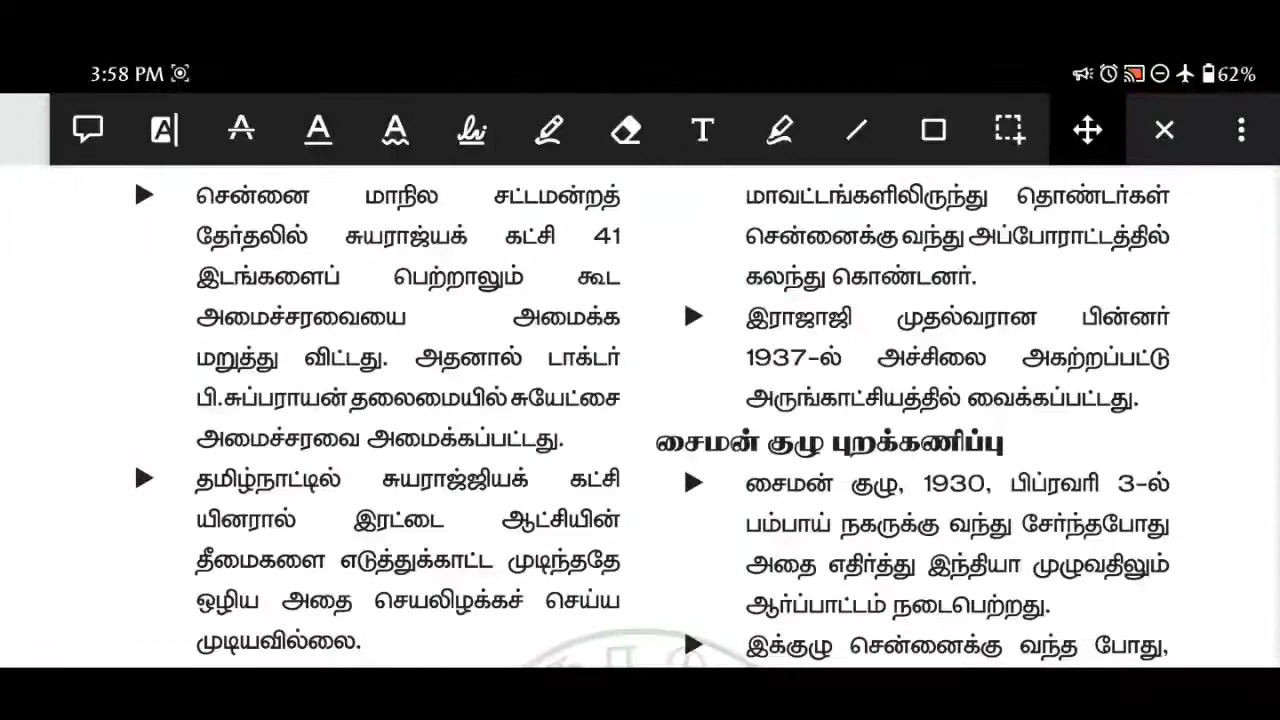 3:58 PM
62%
சென்னை மாநில சட்டமன்றத்
தேர்தலில் சுயராஜ்யக் கட்சி 41
இடங்களைப் பெற்றாலும் கூட
அமைச்சரவையை அமைக்க
மறுத்து விட்டது. அதனால் டாக்டர்
பி.சுப்பராயன் தலைமையில் சுயேட்சை
அமைச்சரவை அமைக்கப்பட்டது.
தமிழ்நாட்டில் சுயராஜ்ஜியக் கட்சி
யினரால் இரட்டை ஆட்சியின்
தீமைகளை எடுத்துக்காட்ட முடிந்ததே
ஒழிய அதை செயலிழக்கச் செய்ய
முடியவில்லை.
மாவட்டங்களிலிருந்து தொண்டர்கள்
சென்னைக்கு வந்து அப்போராட்டத்தில்
கலந்து கொண்டனர்.
இராஜாஜி முதல்வரான பின்னர்
1937-ல் அச்சிலை அகற்றப்பட்டு
அருங்காட்சியத்தில் வைக்கப்பட்டது.
சைமன் குழு புறக்கணிப்பு
சைமன் குழு, 1930, பிப்ரவரி 3-ல்
பம்பாய் நகருக்கு வந்து சேர்ந்தபோது
அதை எதிர்த்து இந்தியா முழுவதிலும்
ஆர்ப்பாட்டம் நடைபெற்றது.
இக்குழு சென்னைக்கு வந்த போது,